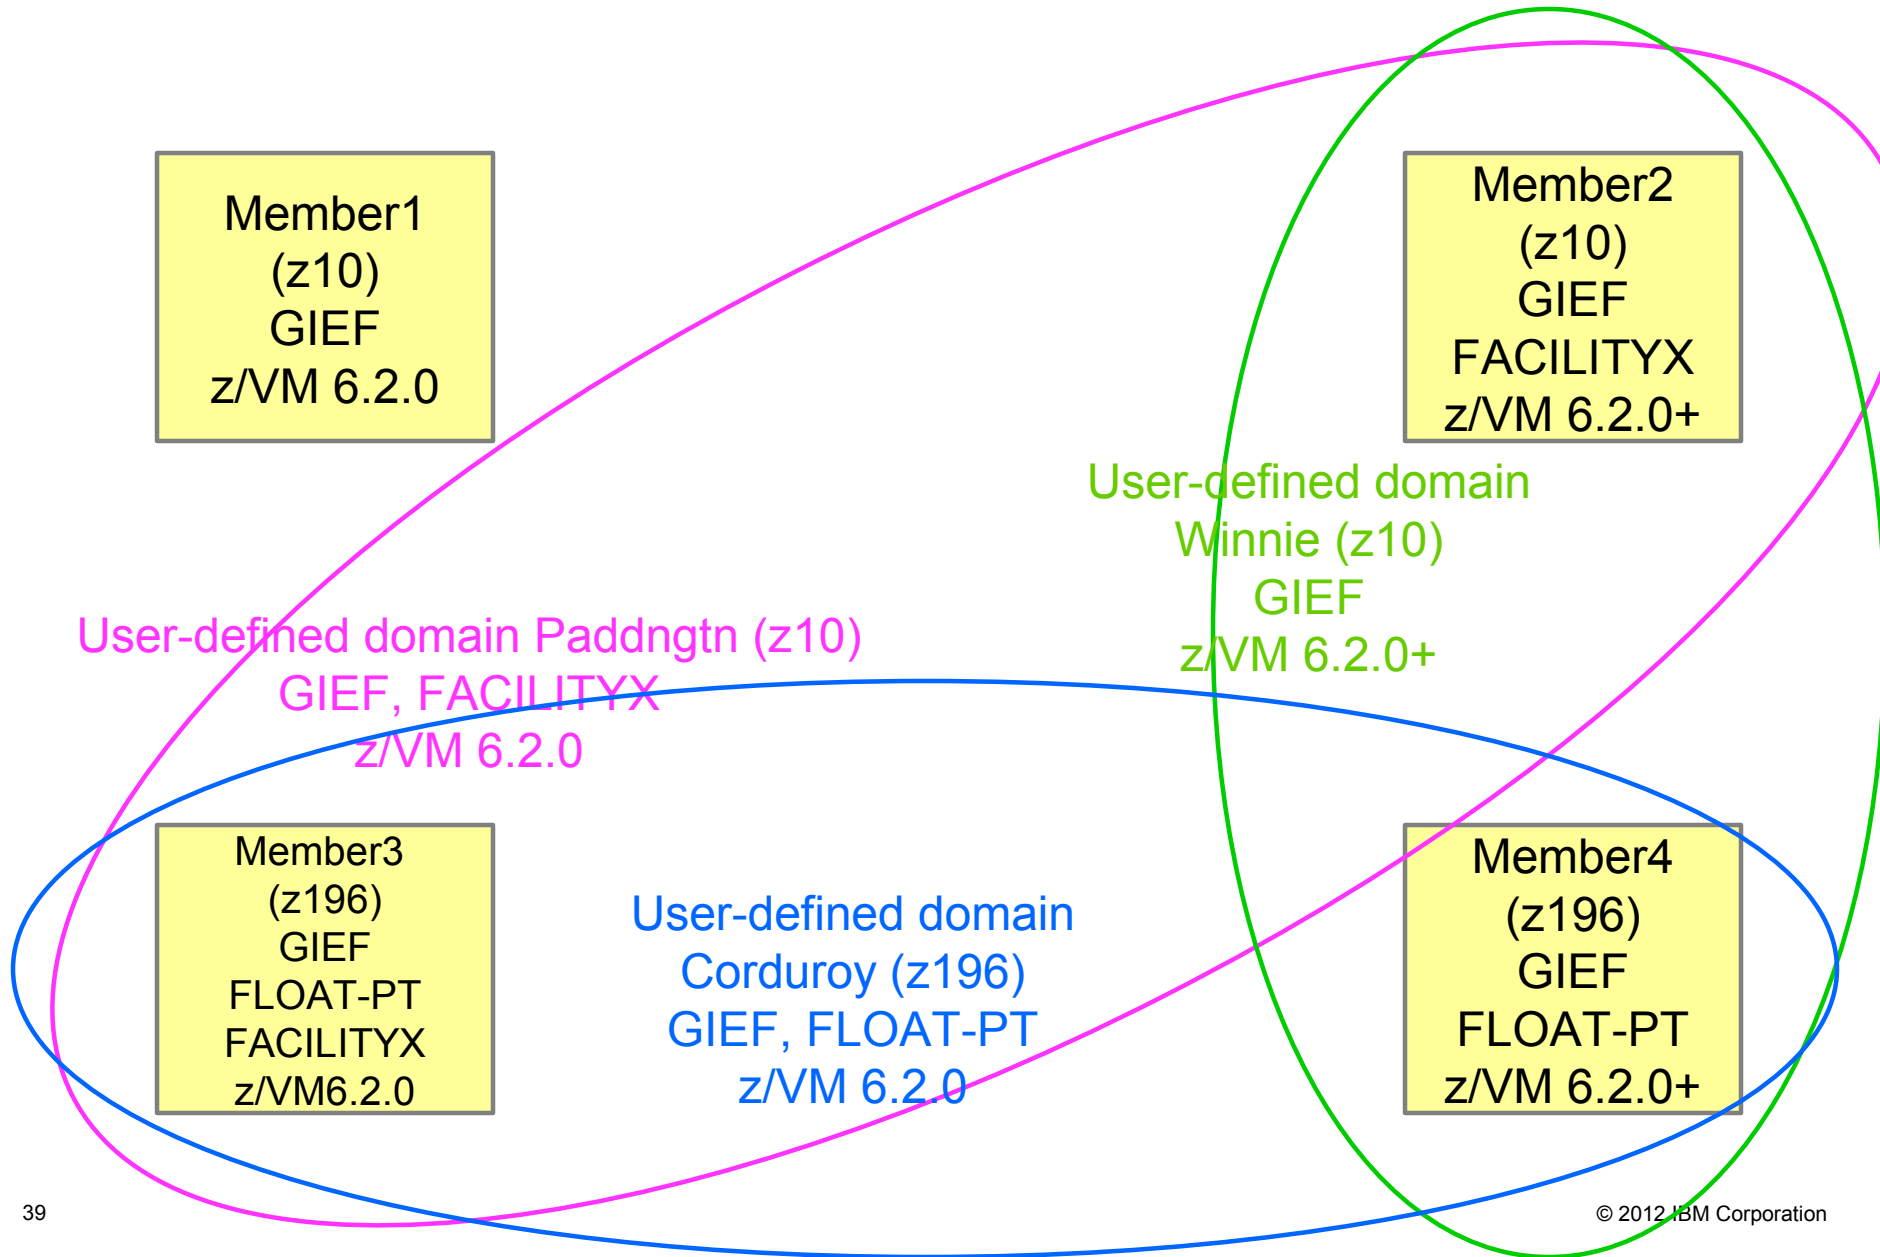 Member1
(z10)
GIEF
z/VM 6.2.0
Member2
(z10)
GIEF
FACILITYX
z/VM 6.2.0+
User-defined domain
Winnie (z10)
GIEF
z/VM 6.2.0+
User-defined domain Paddngtn (z10)
GIEF, FACILITYX
z/VM 6.2.0
Member3
(z196)
GIEF
FLOAT-PT
FACILITYX
z/VM6.2.0
User-defined domain
Corduroy (z196)
GIEF, FLOAT-PT
z/VM 6.2.0
Member4
(z196)
GIEF
FLOAT-PT
z/VM 6.2.0+
39
© 2012 IBM Corporation